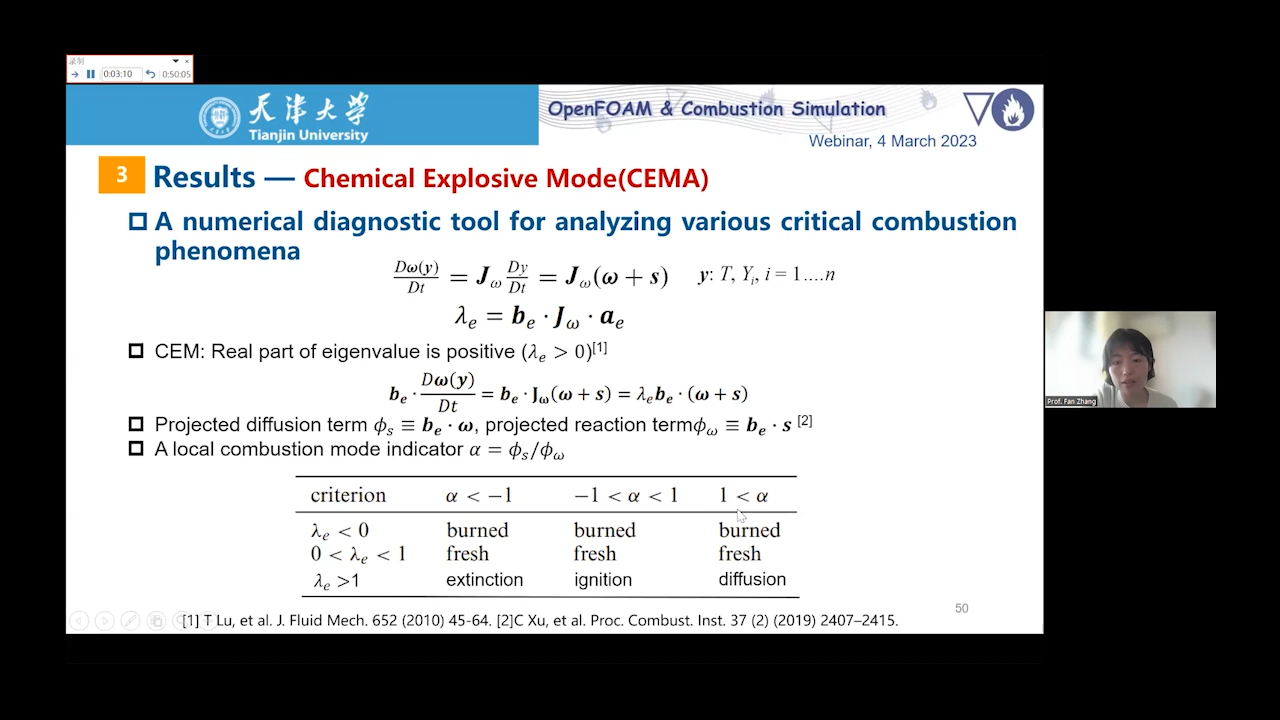 录制
0:03:10 0:50:05
天津大学
Tianjin University
OpenFOAM & Combustion Simulation
Webinar, 4 March 2023
3 Results — Chemical Explosive Mode(CEMA)
A numerical diagnostic tool for analyzing various critical combustion
phenomena
Dω(y)/Dt = J_ω Dy/Dt = J_ω(ω + s) y: T, Y_i, i = 1....n
λ_e = b_e · J_ω · a_e
CEM: Real part of eigenvalue is positive (λ_e > 0)[1]
b_e · Dω(y)/Dt = b_e · J_ω(ω + s) = λ_e b_e · (ω + s)
Projected diffusion term ϕ_s ≡ b_e · ω, projected reaction termϕ_ω ≡ b_e · s [2]
A local combustion mode indicator α = ϕ_s/ϕ_ω
criterion α < −1 −1 < α < 1 1 < α
λ_e < 0 burned burned burned
0 < λ_e < 1 fresh fresh fresh
λ_e >1 extinction ignition diffusion
50
[1] T Lu, et al. J. Fluid Mech. 652 (2010) 45-64. [2]C Xu, et al. Proc. Combust. Inst. 37 (2) (2019) 2407–2415.
Prof. Fan Zhang